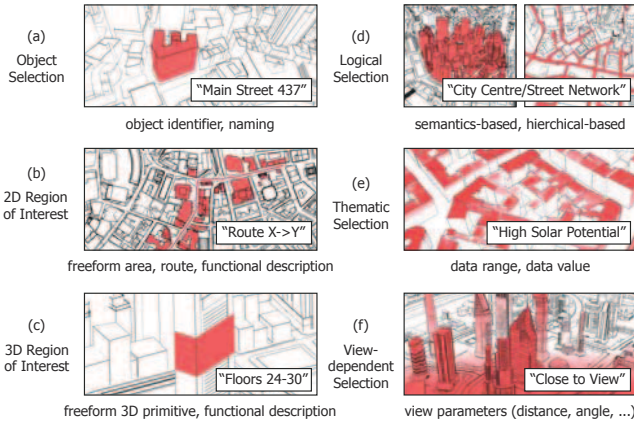 (a)
Object
Selection
“Main Street 437”
object identifier, naming
(b)
2D Region
of Interest
“Route X->Y”
freeform area, route, functional description
(c)
3D Region
of Interest
“Floors 24-30”
freeform 3D primitive, functional description
(d)
Logical
Selection
“City Centre/Street Network”
semantics-based, hierchical-based
(e)
Thematic
Selection
“High Solar Potential”
data range, data value
(f)
View-
dependent
Selection
“Close to View”
view parameters (distance, angle, ...)